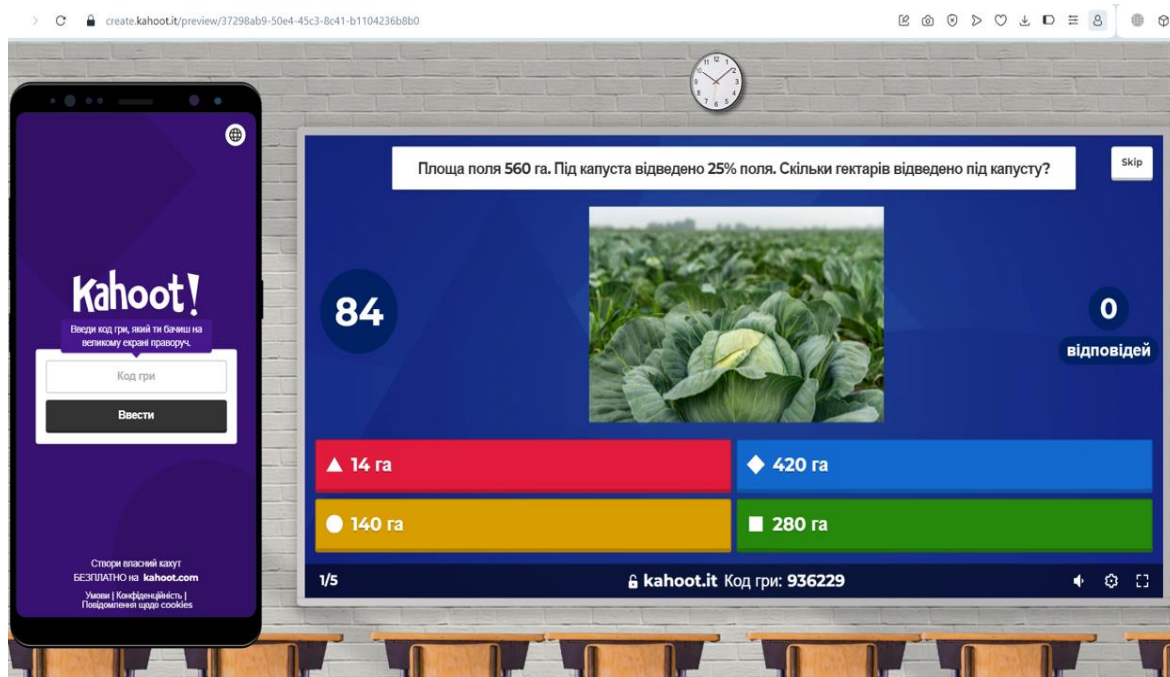 create.kahoot.it/preview/37298ab9-50e4-45c3-8c41-b1104236b8b0
Kahoot!
Введи код гри, який ти бачиш на
великому екрані праворуч.
Код гри
Ввести
Створи власний кахут
БЕЗПЛАТНО на kahoot.com
Умови | Конфіденційність |
Повідомлення щодо cookies
Площа поля 560 га. Під капуста відведено 25% поля. Скільки гектарів відведено під капусту?
Skip
84
0
відповідей
14 га
420 га
140 га
280 га
1/5
kahoot.it Код гри: 936229